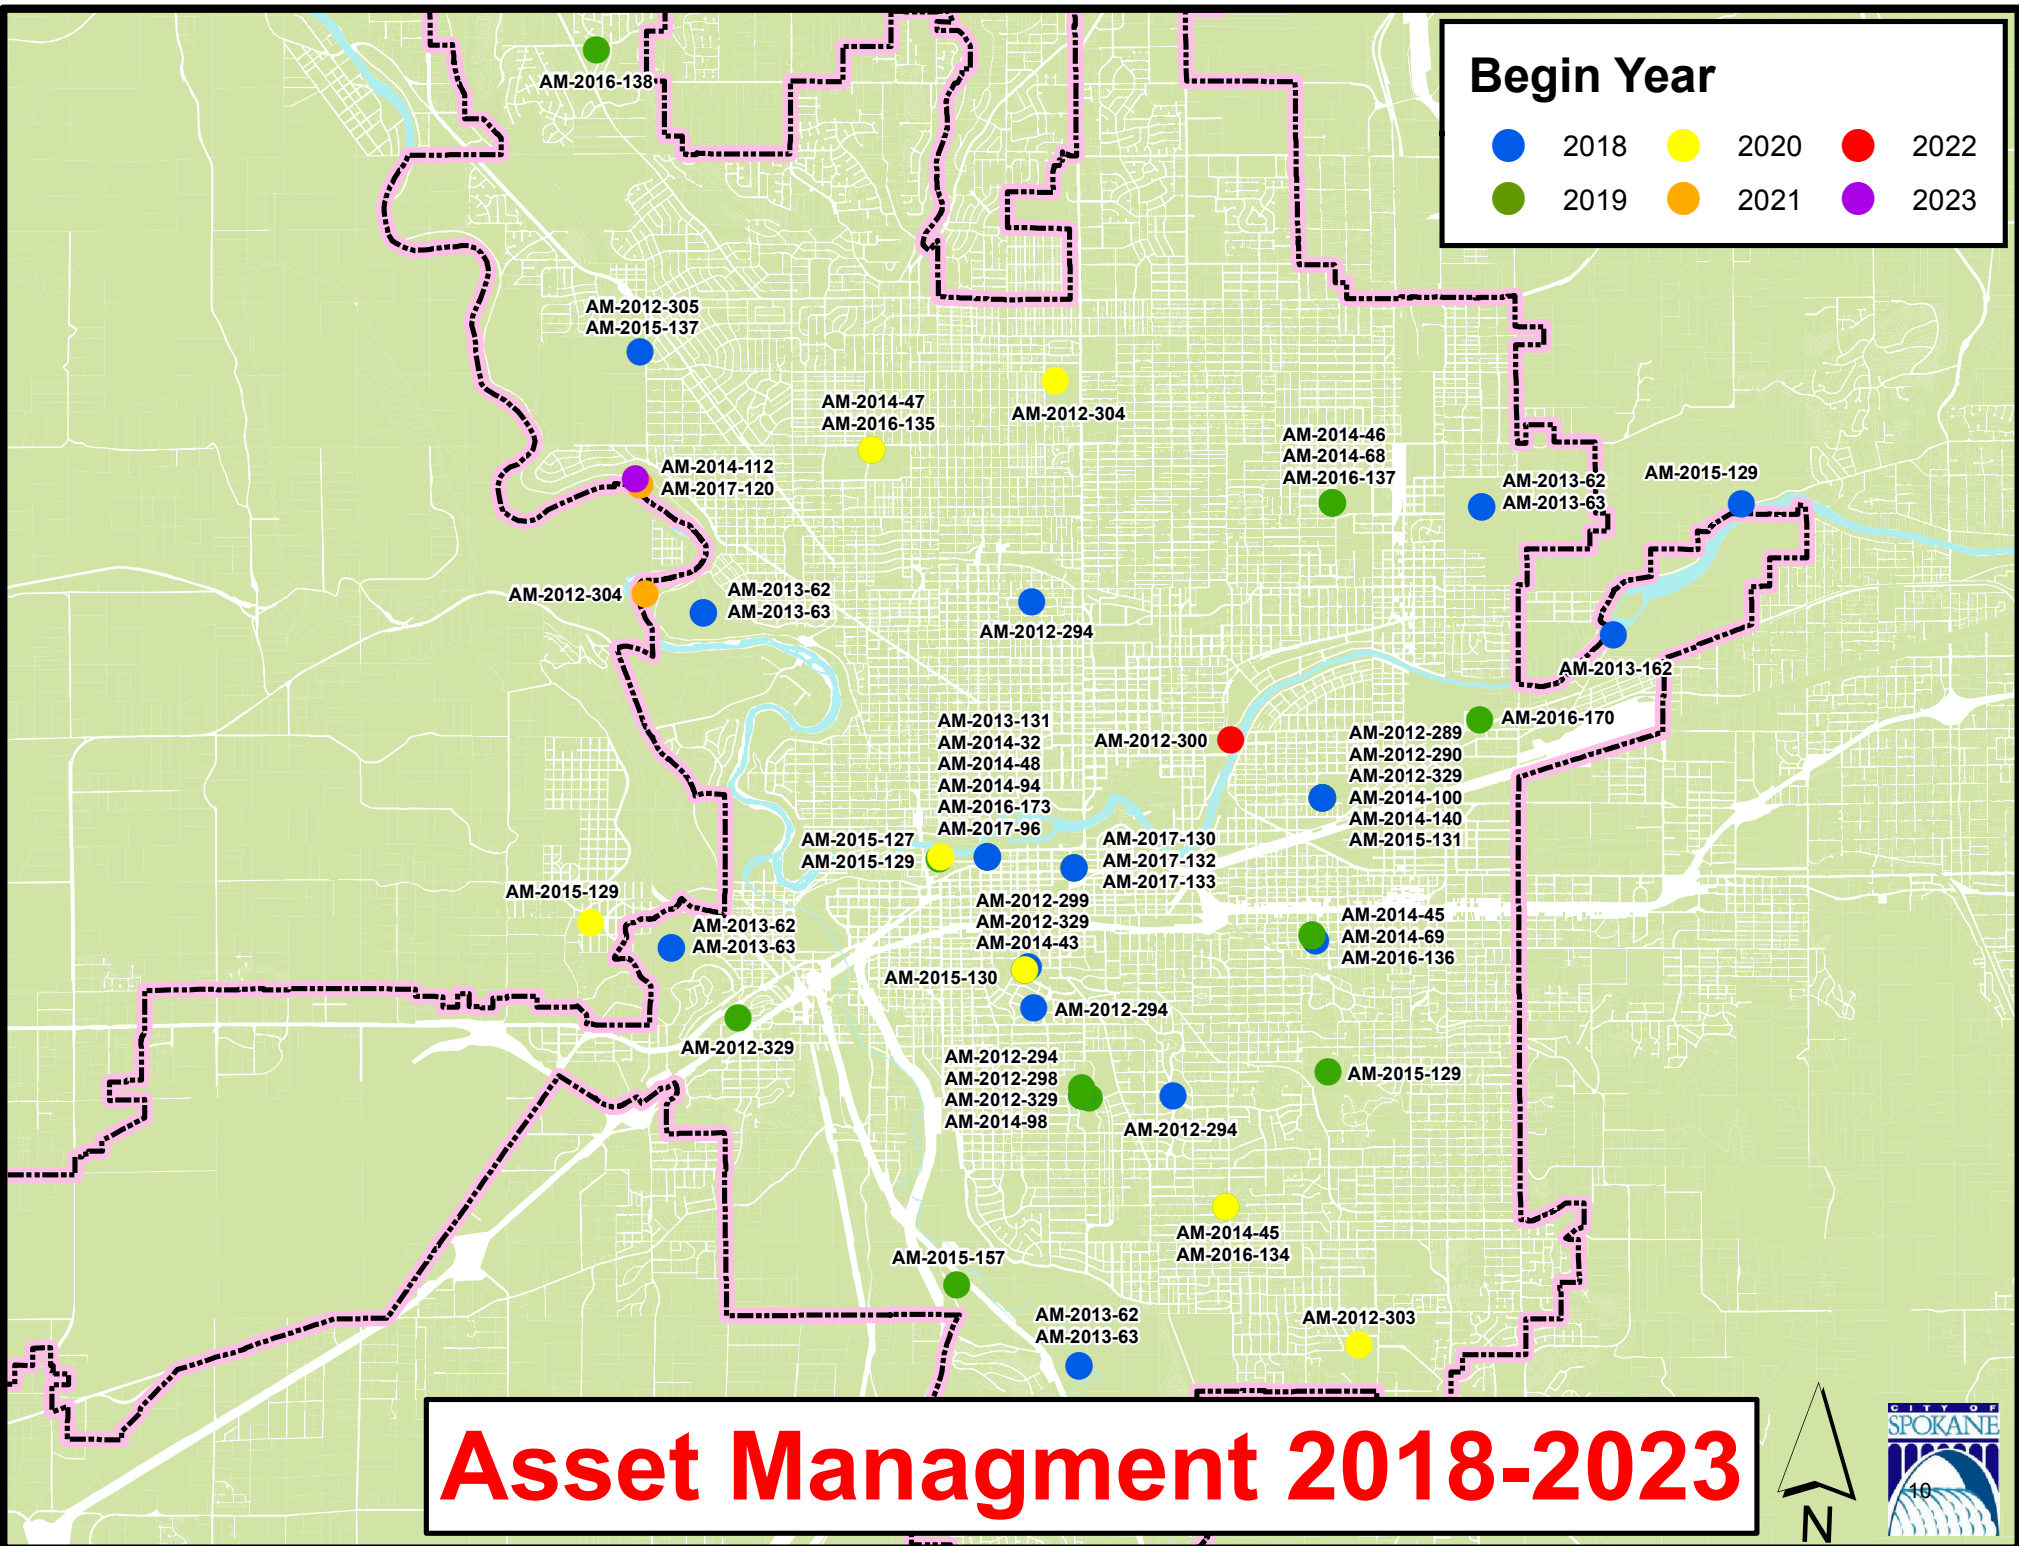 Begin Year
2018
2020
2022
2019
2021
2023
AM-2016-138
AM-2012-305
AM-2015-137
AM-2014-47
AM-2016-135
AM-2012-304
AM-2014-46
AM-2014-68
AM-2016-137
AM-2014-112
AM-2017-120
AM-2013-62
AM-2013-63
AM-2015-129
AM-2012-304
AM-2013-62
AM-2013-63
AM-2012-294
AM-2013-162
AM-2013-131
AM-2014-32
AM-2014-48
AM-2014-94
AM-2016-173
AM-2017-96
AM-2012-300
AM-2016-170
AM-2012-289
AM-2012-290
AM-2012-329
AM-2014-100
AM-2014-140
AM-2015-131
AM-2015-127
AM-2015-129
AM-2017-130
AM-2017-132
AM-2017-133
AM-2015-129
AM-2013-62
AM-2013-63
AM-2012-299
AM-2012-329
AM-2014-43
AM-2015-130
AM-2014-45
AM-2014-69
AM-2016-136
AM-2012-294
AM-2012-329
AM-2012-294
AM-2012-298
AM-2012-329
AM-2014-98
AM-2012-294
AM-2015-129
AM-2014-45
AM-2016-134
AM-2015-157
AM-2013-62
AM-2013-63
AM-2012-303
Asset Managment 2018-2023
N
CITY OF
SPOKANE
10